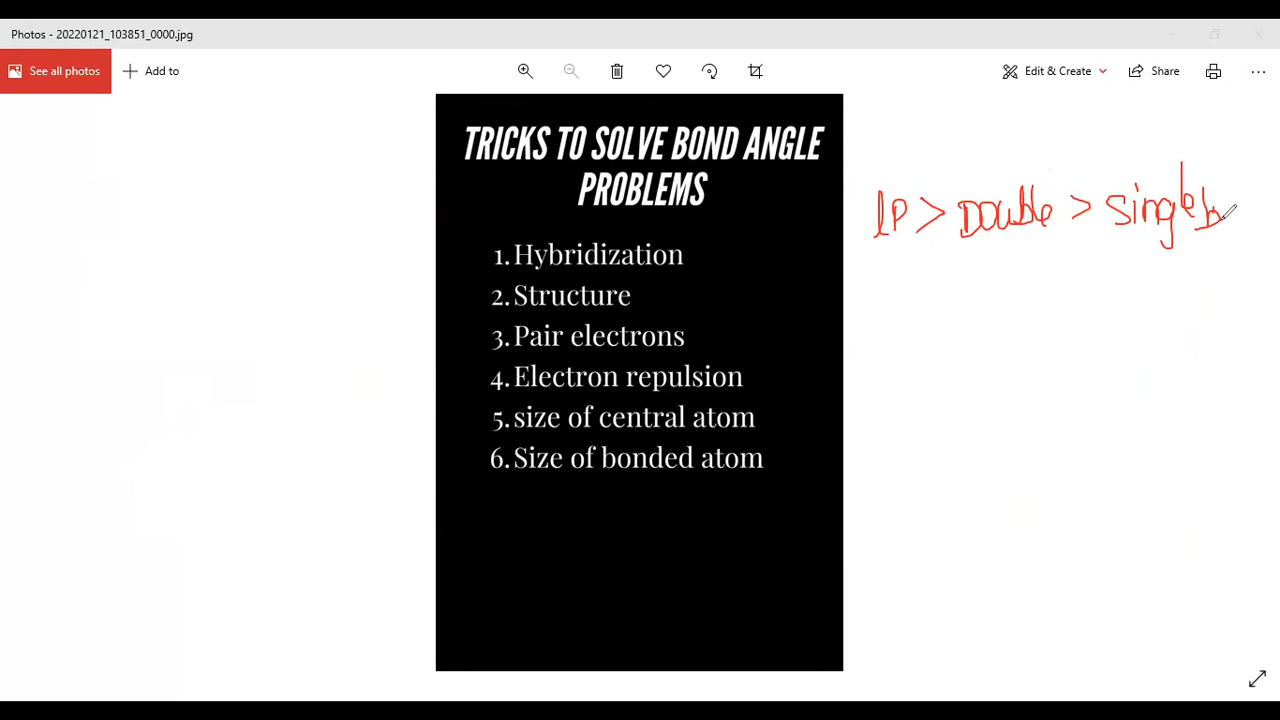 Photos - 20220121_103851_0000.jpg
See all photos
Add to
Edit & Create
Share
TRICKS TO SOLVE BOND ANGLE
PROBLEMS
lP > Double > single b
1. Hybridization
2. Structure
3. Pair electrons
4. Electron repulsion
5. size of central atom
6. Size of bonded atom